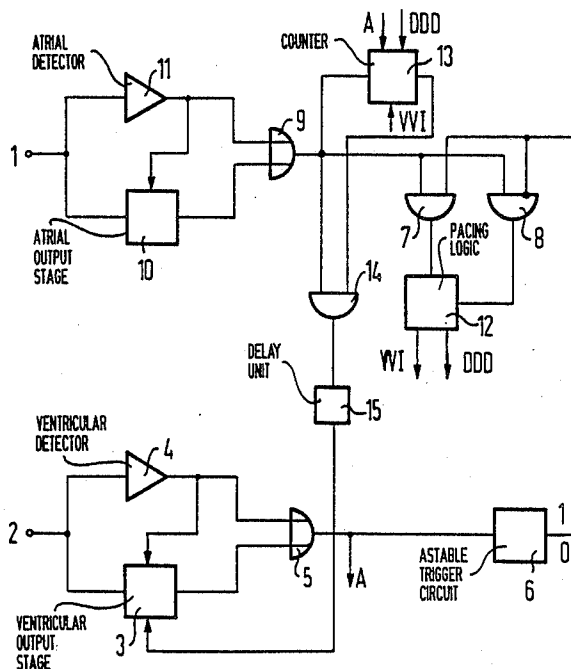 A DDD
COUNTER
13
VVI
ATRIAL
DETECTOR
11
9
1
10
ATRIAL
OUTPUT
STAGE
7
8
PACING
LOGIC
12
VVI DDD
14
DELAY
UNIT
15
VENTRICULAR
DETECTOR
4
2
5
A
3
VENTRICULAR
OUTPUT
STAGE
ASTABLE
TRIGGER
CIRCUIT
6
1
0